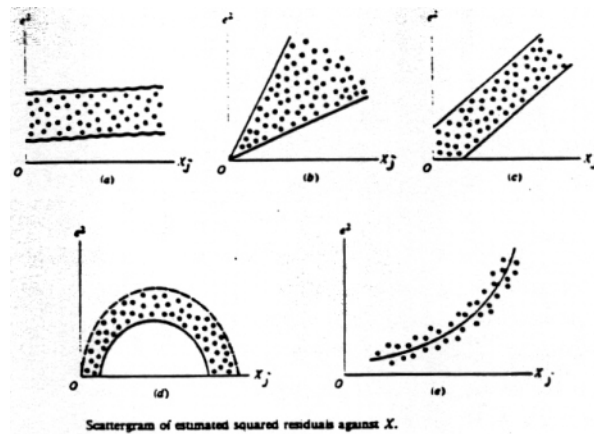 e²
e²
e²
O
Xj
O
Xj
O
X
(a)
(b)
(c)
e²
e²
O
Xj
O
Xj
(d)
(e)
Scattergram of estimated squared residuals against X.